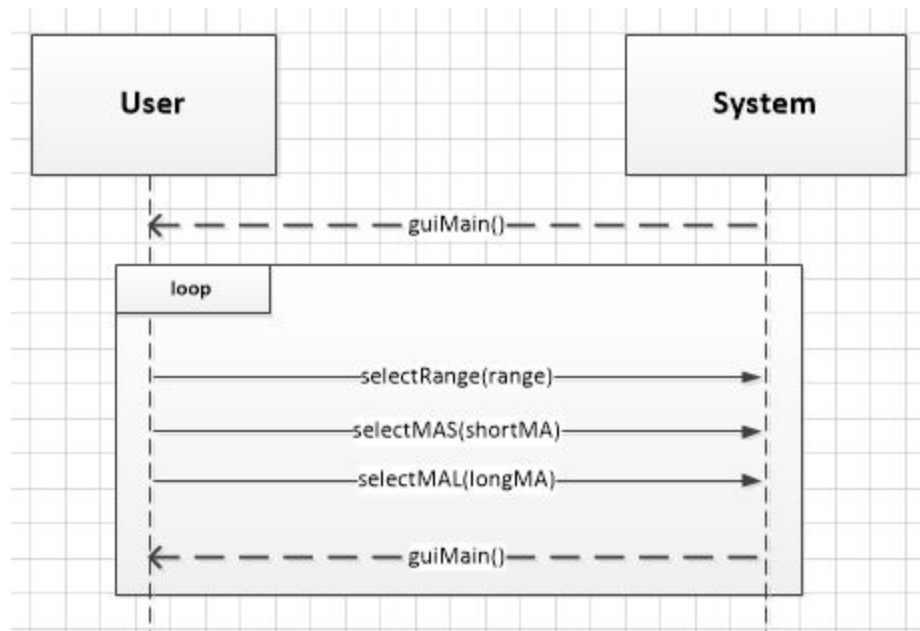 User
System
guiMain()
loop
selectRange(range)
selectMAS(shortMA)
selectMAL(longMA)
guiMain()